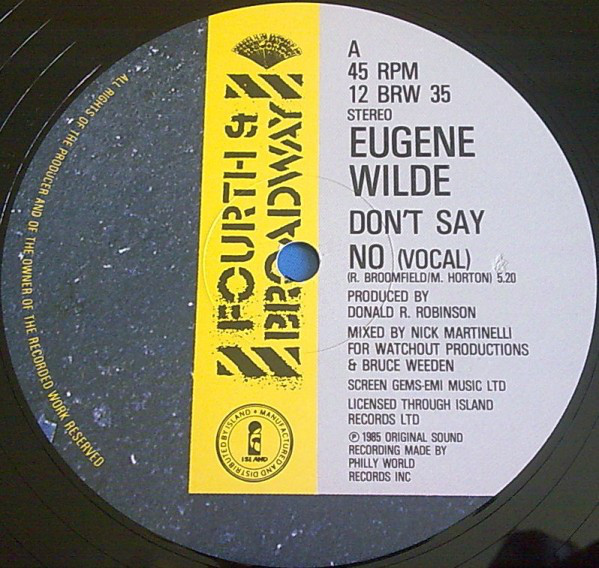 A
45 RPM
12 BRW 35
STEREO
EUGENE
WILDE
DON'T SAY
NO (VOCAL)
(R. BROOMFIELD/M. HORTON) 5.20
PRODUCED BY
DONALD R. ROBINSON
MIXED BY NICK MARTINELLI
FOR WATCHOUT PRODUCTIONS
& BRUCE WEEDEN
SCREEN GEMS-EMI MUSIC LTD
LICENSED THROUGH ISLAND
RECORDS LTD
℗ 1985 ORIGINAL SOUND
RECORDING MADE BY
PHILLY WORLD
RECORDS INC
FOURTH &
BROADWAY
MANUFACTURED AND DISTRIBUTED BY ISLAND
ISLAND
ALL RIGHTS OF THE PRODUCER AND OF THE OWNER OF THE RECORDED WORK RESERVED